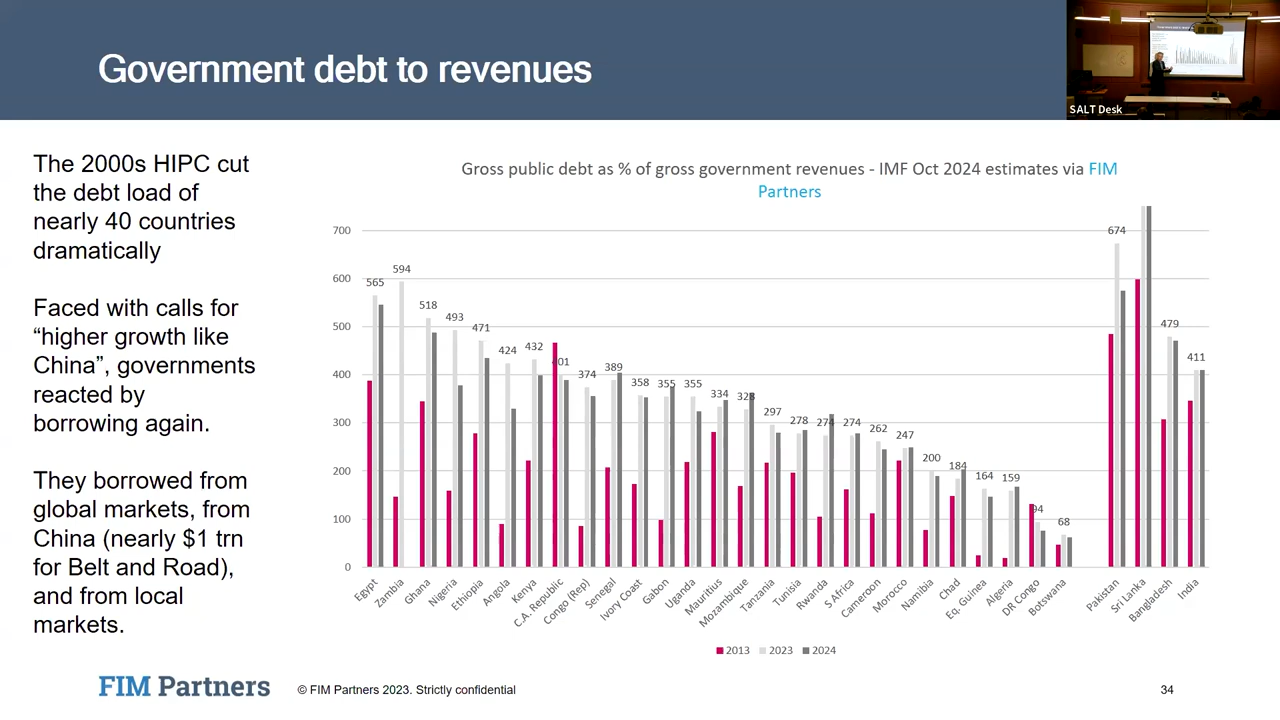 Government debt to revenues
SALT Desk
The 2000s HIPC cut
the debt load of
nearly 40 countries
dramatically
Faced with calls for
“higher growth like
China”, governments
reacted by
borrowing again.
They borrowed from
global markets, from
China (nearly $1 trn
for Belt and Road),
and from local
markets.
Gross public debt as % of gross government revenues - IMF Oct 2024 estimates via FIM
Partners
700
600
500
400
300
200
100
0
565
594
518
493
471
424
432
401
374
389
358
355
355
334
328
297
278
274
274
262
247
200
184
164
159
94
68
674
479
411
Egypt
Zambia
Ghana
Nigeria
Ethiopia
Angola
Kenya
C.A. Republic
Congo (Rep)
Senegal
Ivory Coast
Gabon
Uganda
Mauritius
Mozambique
Tanzania
Tunisia
Rwanda
S Africa
Cameroon
Morocco
Namibia
Chad
Eq. Guinea
Algeria
DR Congo
Botswana
Pakistan
Sri Lanka
Bangladesh
India
2013 2023 2024
FIM Partners
© FIM Partners 2023. Strictly confidential
34